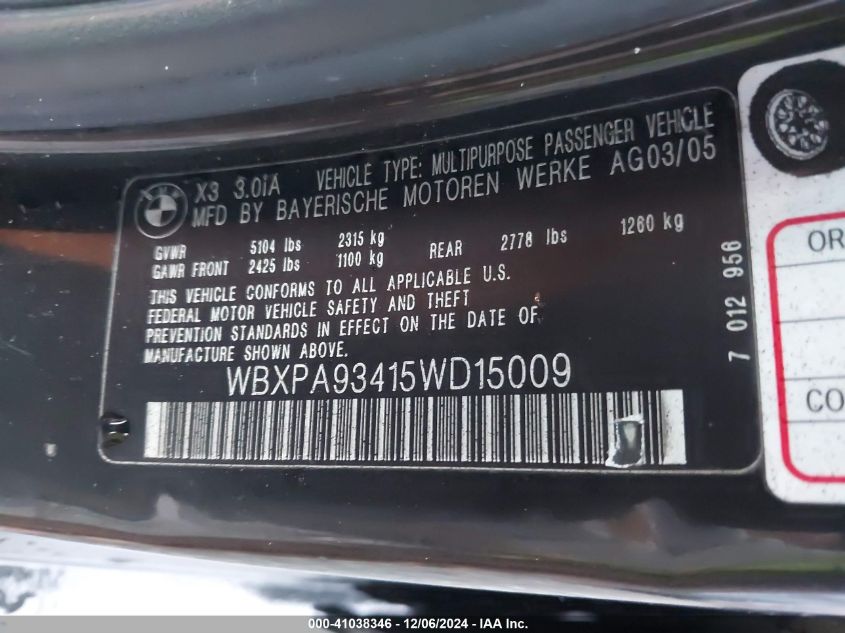 X3 3.0iA VEHICLE TYPE: MULTIPURPOSE PASSENGER VEHICLE
MFD BY BAYERISCHE MOTOREN WERKE AG03/05
GVWR 5104 lbs 2315 kg
GAWR FRONT 2425 lbs 1100 kg REAR 2778 lbs 1260 kg
THIS VEHICLE CONFORMS TO ALL APPLICABLE U.S.
FEDERAL MOTOR VEHICLE SAFETY AND THEFT
PREVENTION STANDARDS IN EFFECT ON THE DATE OF
MANUFACTURE SHOWN ABOVE.
WBXPA93415WD15009
7 012 956
OR
CO
000-41038346 - 12/06/2024 - IAA Inc.